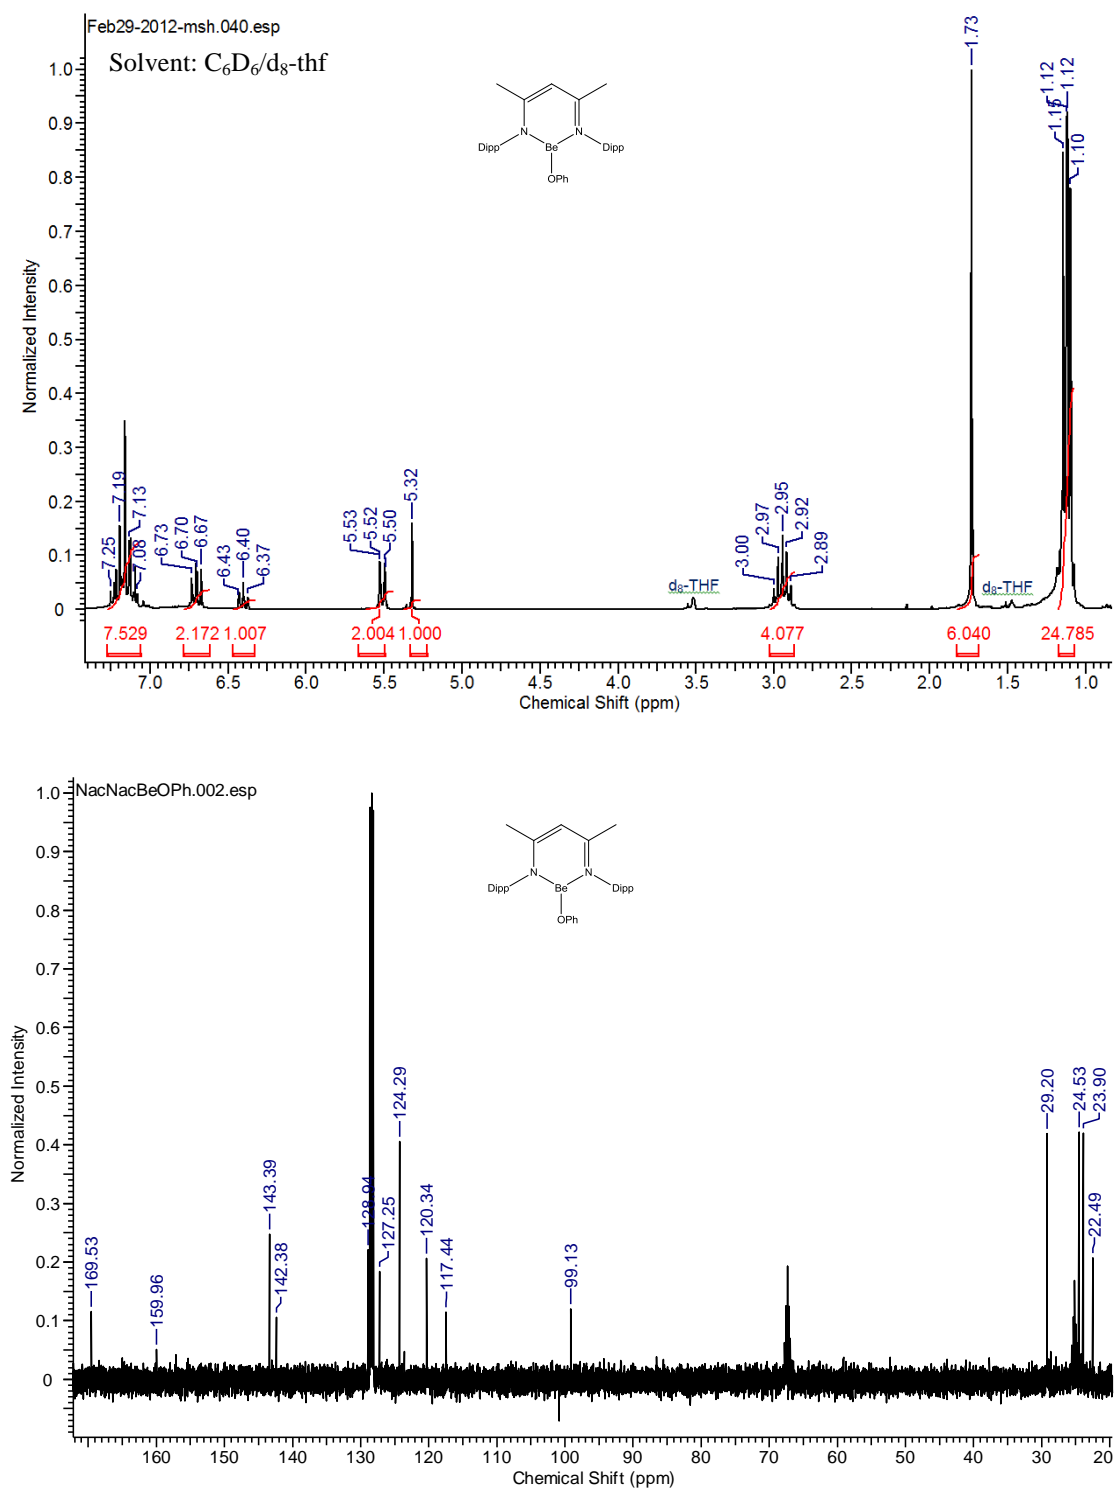 Feb29-2012-msh.040.esp
Solvent: C₆D₆/d₈-thf
N
N
Dipp
Be
Dipp
OPh
Normalized Intensity
1.0
0.9
0.8
0.7
0.6
0.5
0.4
0.3
0.2
0.1
0
7.25
7.19
7.13
7.08
6.73
6.70
6.67
6.43
6.40
6.37
5.53
5.52
5.50
5.32
3.00
2.97
2.95
2.92
2.89
1.73
1.15
1.12
1.12
1.10
d₈-THF
d₈-THF
7.529
2.172
1.007
2.004
1.000
4.077
6.040
24.785
7.0 6.5 6.0 5.5 5.0 4.5 4.0 3.5 3.0 2.5 2.0 1.5 1.0
Chemical Shift (ppm)
NacNacBeOPh.002.esp
N
N
Dipp
Be
Dipp
OPh
Normalized Intensity
1.0
0.9
0.8
0.7
0.6
0.5
0.4
0.3
0.2
0.1
0
169.53
159.96
143.39
142.38
128.94
127.25
124.29
120.34
117.44
99.13
29.20
24.53
23.90
22.49
160 150 140 130 120 110 100 90 80 70 60 50 40 30 20
Chemical Shift (ppm)